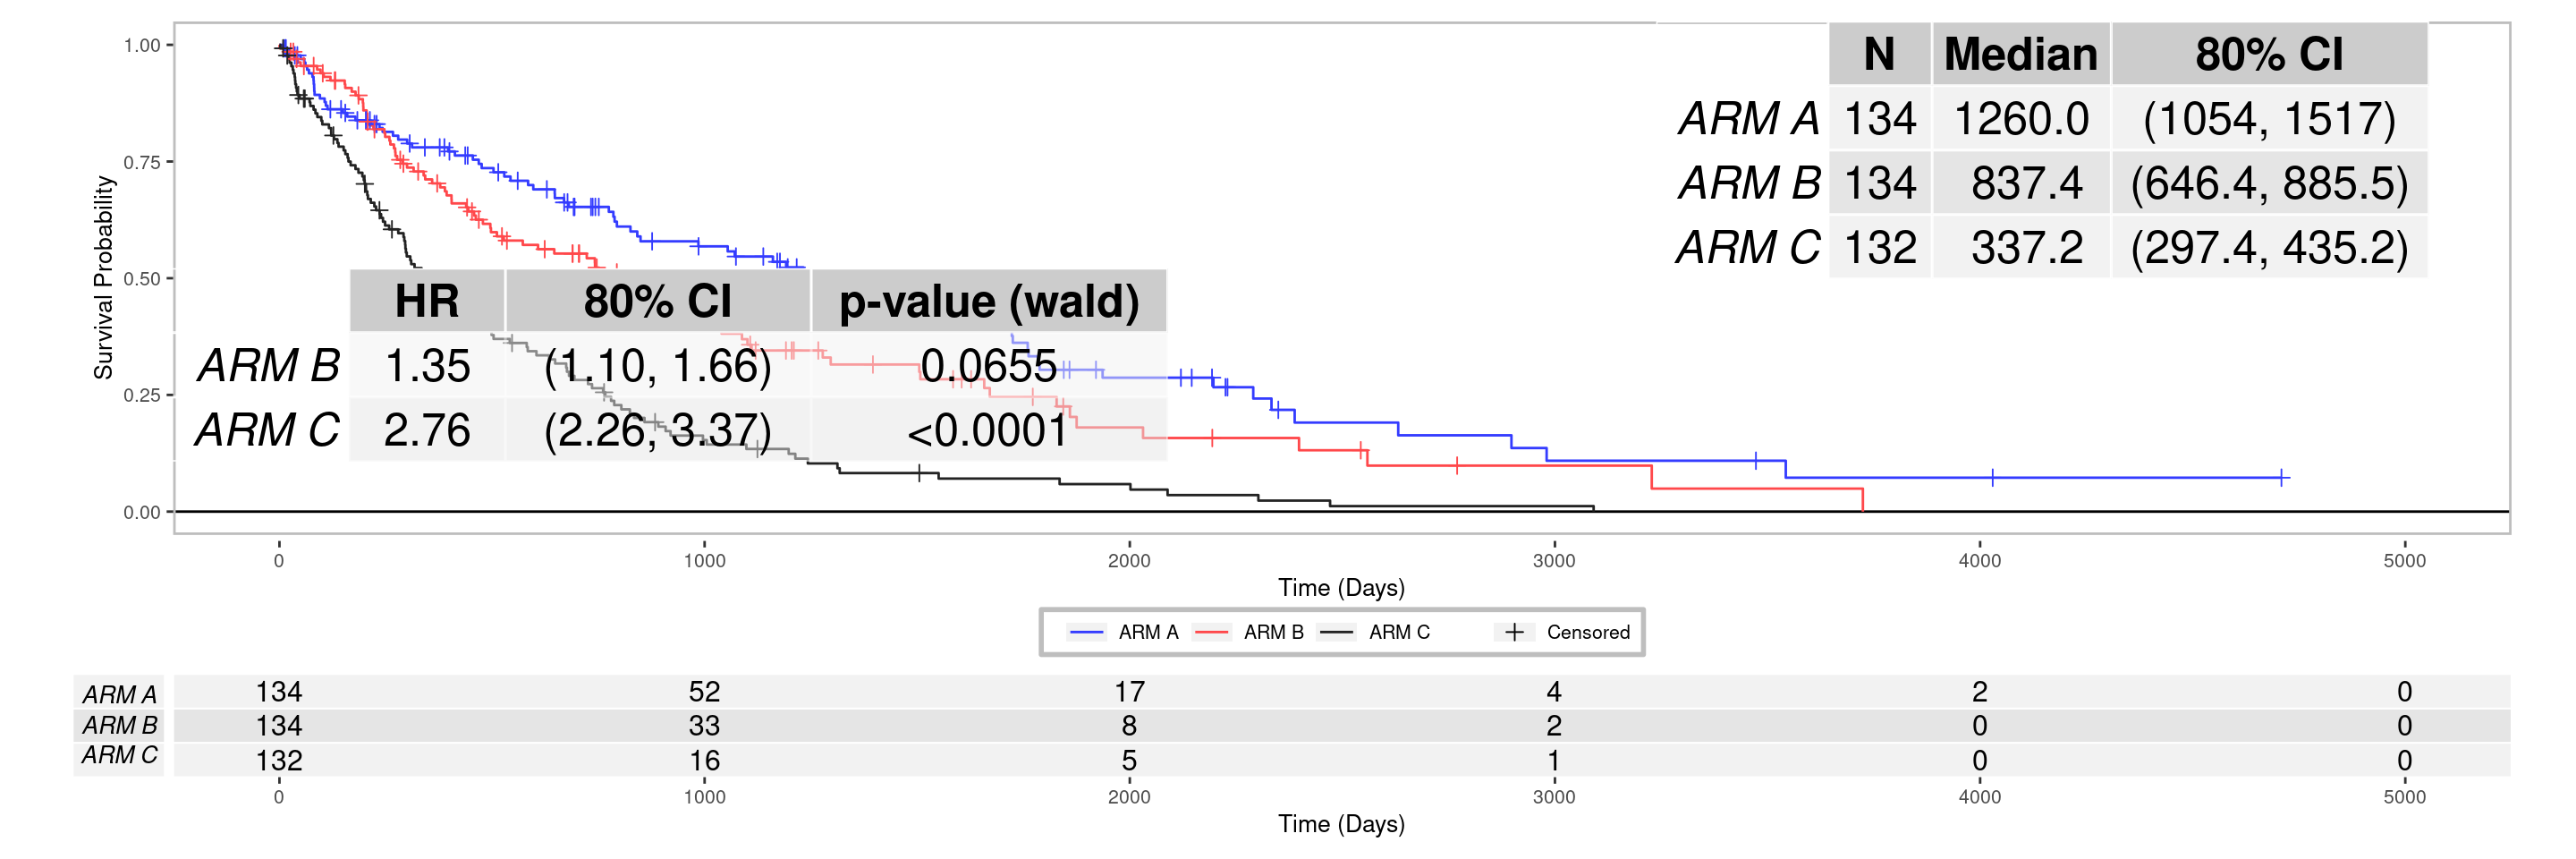 N Median 80% CI
ARM A 134 1260.0 (1054, 1517)
ARM B 134 837.4 (646.4, 885.5)
ARM C 132 337.2 (297.4, 435.2)
Survival Probability
1.00
0.75
0.50
0.25
0.00
HR 80% CI p-value (wald)
ARM B 1.35 (1.10, 1.66) 0.0655
ARM C 2.76 (2.26, 3.37) <0.0001
0 1000 2000 3000 4000 5000
Time (Days)
ARM A ARM B ARM C Censored
ARM A 134 52 17 4 2 0
ARM B 134 33 8 2 0 0
ARM C 132 16 5 1 0 0
0 1000 2000 3000 4000 5000
Time (Days)